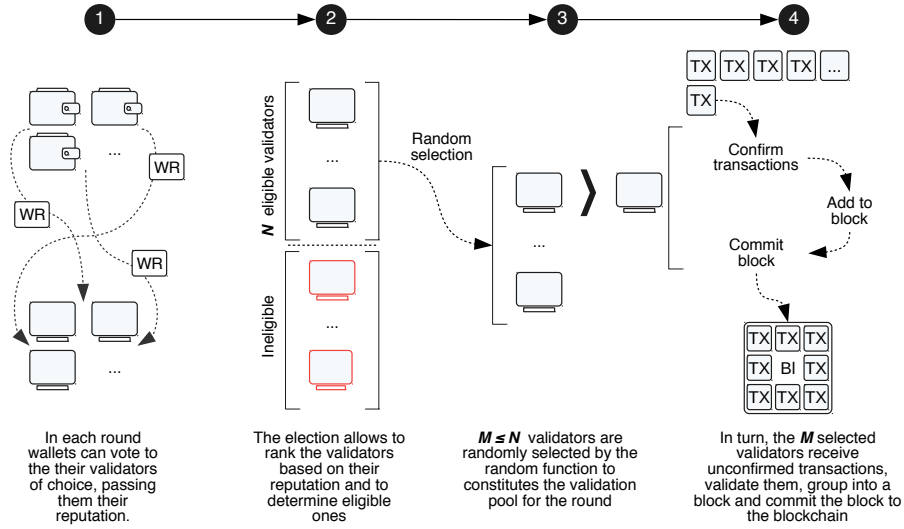 1
2
3
4
WR
WR
WR
...
...
N eligible validators
...
Ineligible
...
Random
selection
...
TX TX TX TX ...
TX
Confirm
transactions
Add to
block
Commit
block
TX TX TX
TX BI TX
TX TX TX
In each round
wallets can vote to
the their validators
of choice, passing
them their
reputation.
The election allows to
rank the validators
based on their
reputation and to
determine eligible
ones
M ≤ N validators are
randomly selected by the
random function to
constitutes the validation
pool for the round
In turn, the M selected
validators receive
unconfirmed transactions,
validate them, group into a
block and commit the block to
the blockchain